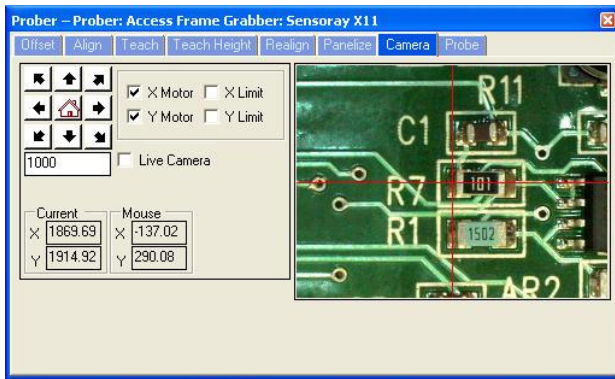 Prober – Prober: Access Frame Grabber: Sensoray X11
Offset Align Teach Teach Height Realign Panelize Camera Probe
X Motor X Limit
Y Motor Y Limit
1000
Live Camera
Current Mouse
X 1869.69 X -137.02
Y 1914.92 Y 290.08
R11
C1
R7 101
R1 1502
AR2